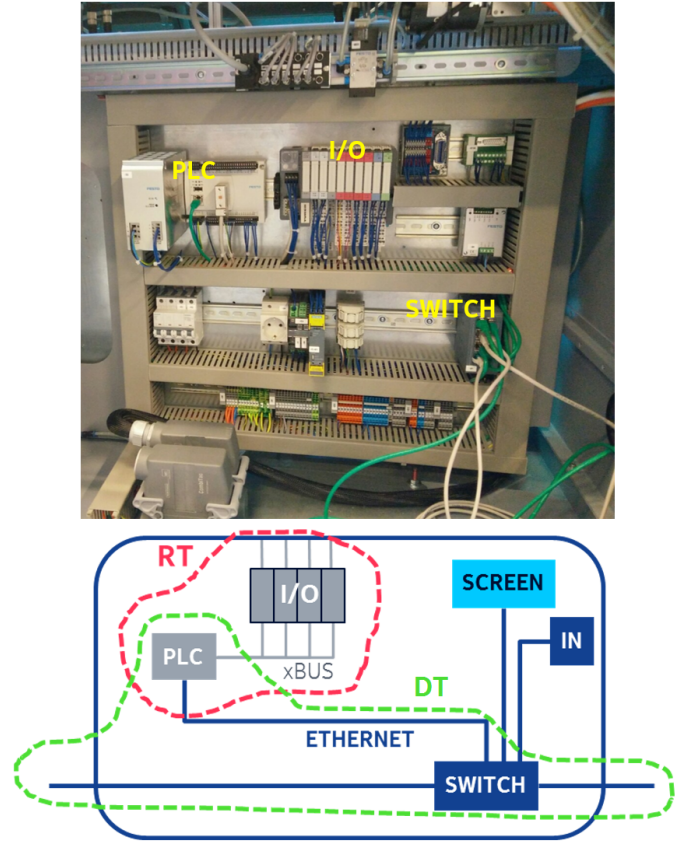 PLC
I/O
SWITCH
RT
I/O
SCREEN
IN
PLC
xBUS
DT
ETHERNET
SWITCH